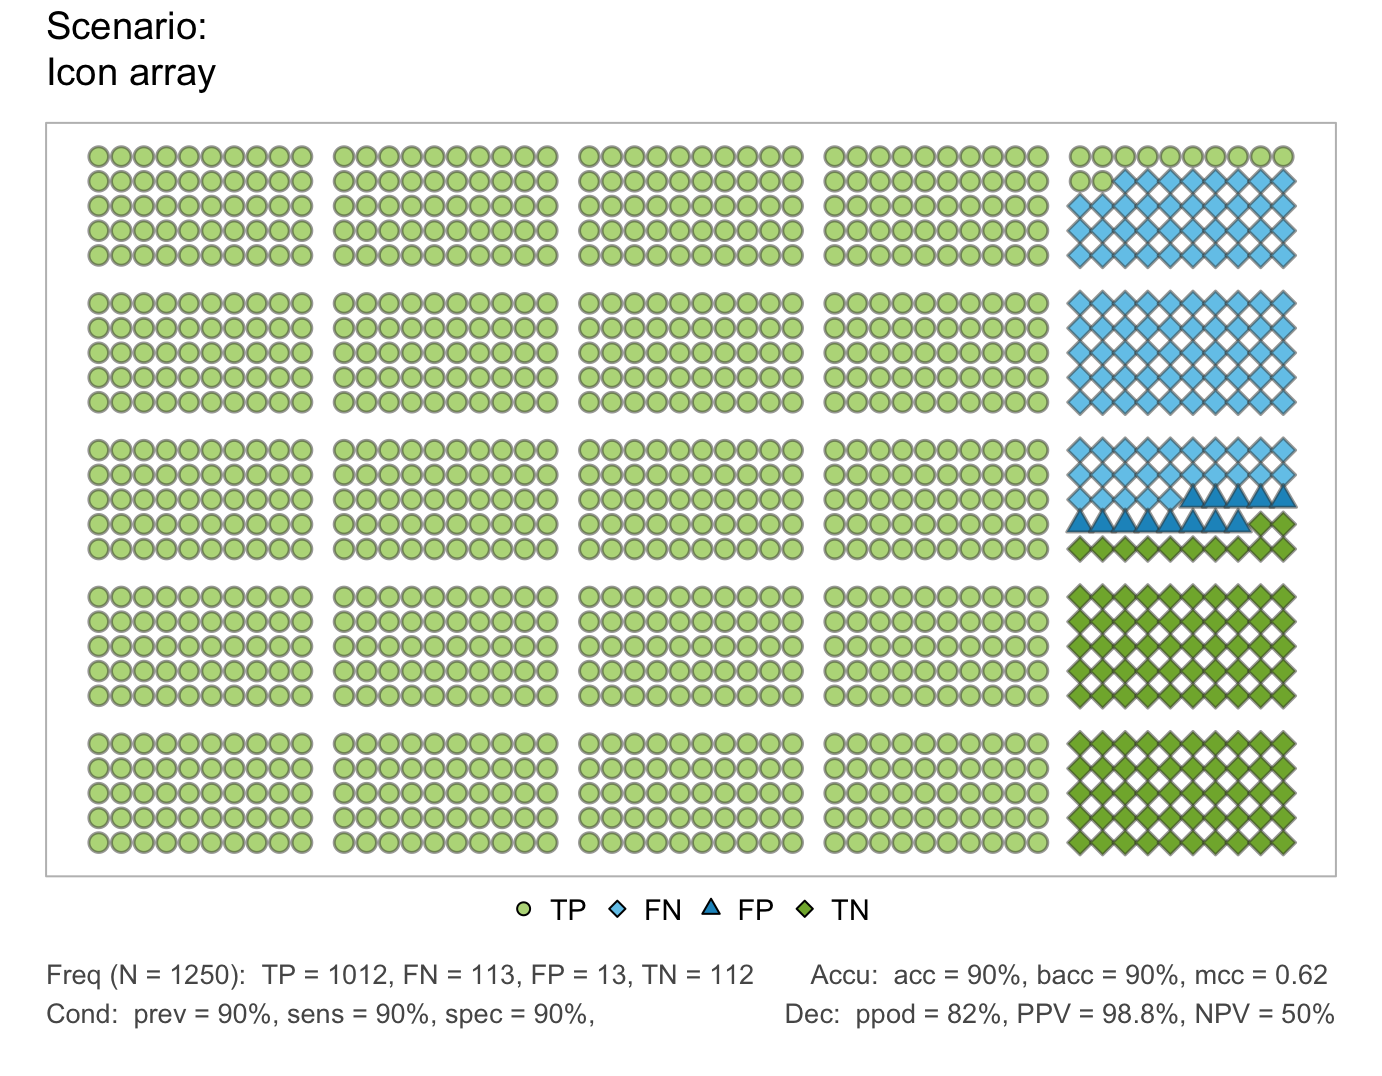 Scenario:
Icon array
TP FN FP TN
Freq (N = 1250):  TP = 1012, FN = 113, FP = 13, TN = 112 Accu:  acc = 90%, bacc = 90%, mcc = 0.62
Cond:  prev = 90%, sens = 90%, spec = 90%, Dec:  ppod = 82%, PPV = 98.8%, NPV = 50%